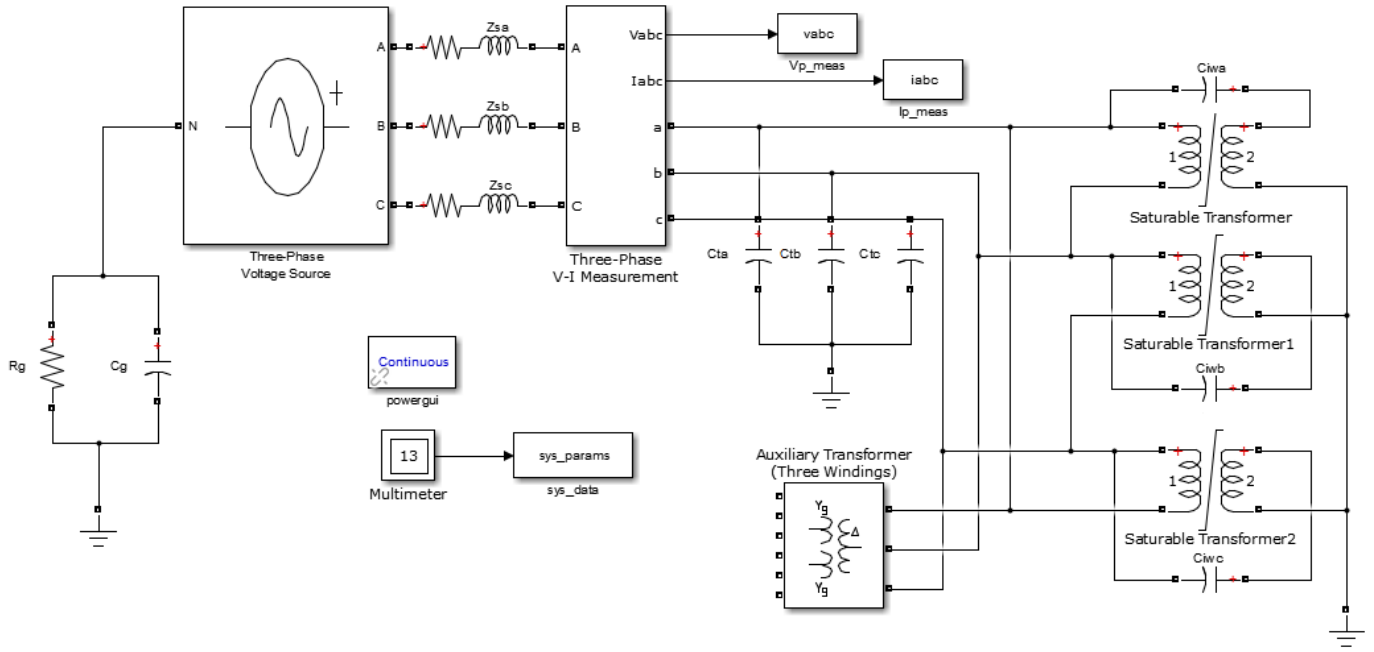 N
A
B
C
Three-Phase
Voltage Source
Zsa
Zsb
Zsc
A
B
C
Vabc
Iabc
a
b
c
Three-Phase
V-I Measurement
vabc
Vp_meas
iabc
Ip_meas
Cta
Ctb
Ctc
Rg
Cg
Continuous
powergui
13
Multimeter
sys_params
sys_data
Auxiliary Transformer
(Three Windings)
Yg
Δ
Yg
Ciwa
1
2
Saturable Transformer
1
2
Saturable Transformer1
Ciwb
1
2
Saturable Transformer2
Ciwc